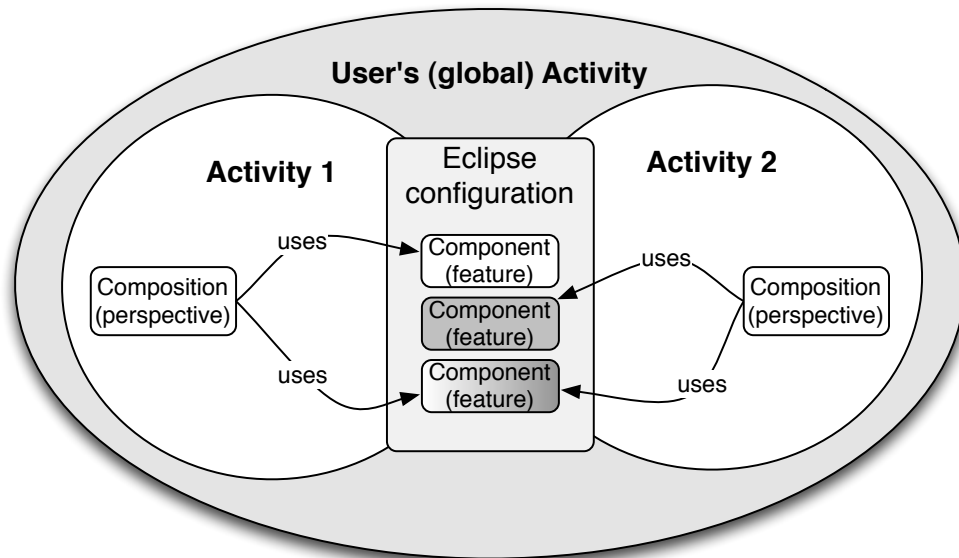 User's (global) Activity
Activity 1
Eclipse
configuration
Activity 2
uses
Component
(feature)
uses
Composition
(perspective)
Component
(feature)
Composition
(perspective)
uses
Component
(feature)
uses